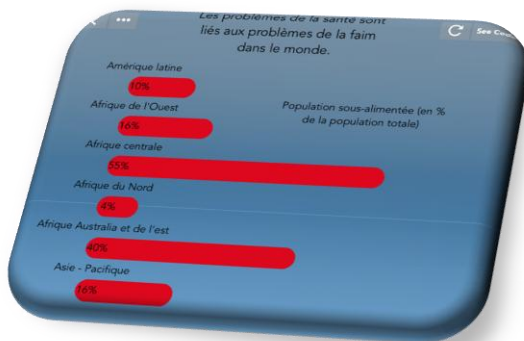 Les problèmes de la santé sont
liés aux problèmes de la faim
dans le monde.
See
Amérique latine
10%
Population sous-alimentée (en %
de la population totale)
Afrique de l'Ouest
16%
Afrique centrale
55%
Afrique du Nord
4%
Afrique Australia et de l'est
40%
Asie - Pacifique
16%